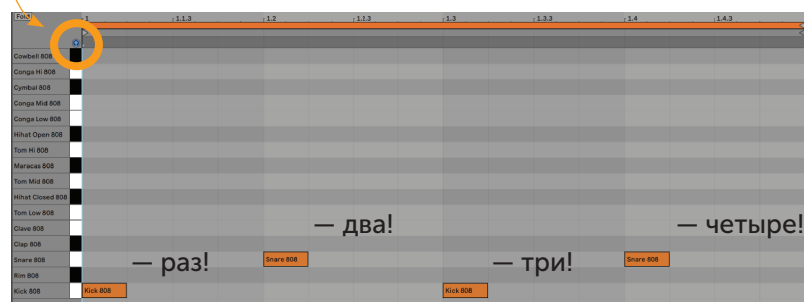 Fold 1 1.1.3 1.2 1.1.3 1.3 1.3.3 1.4 1.4.3
Cowbell 808
Conga Hi 808
Cymbal 808
Conga Mid 808
Conga Low 808
Hihat Open 808
Tom Hi 808
Maracas 808
Tom Mid 808
Hihat Closed 808
Tom Low 808
— два! — четыре!
Clave 808
Clap 808
Snare 808 — раз! Snare 808 — три! Snare 808
Rim 808
Kick 808 Kick 808 Kick 808